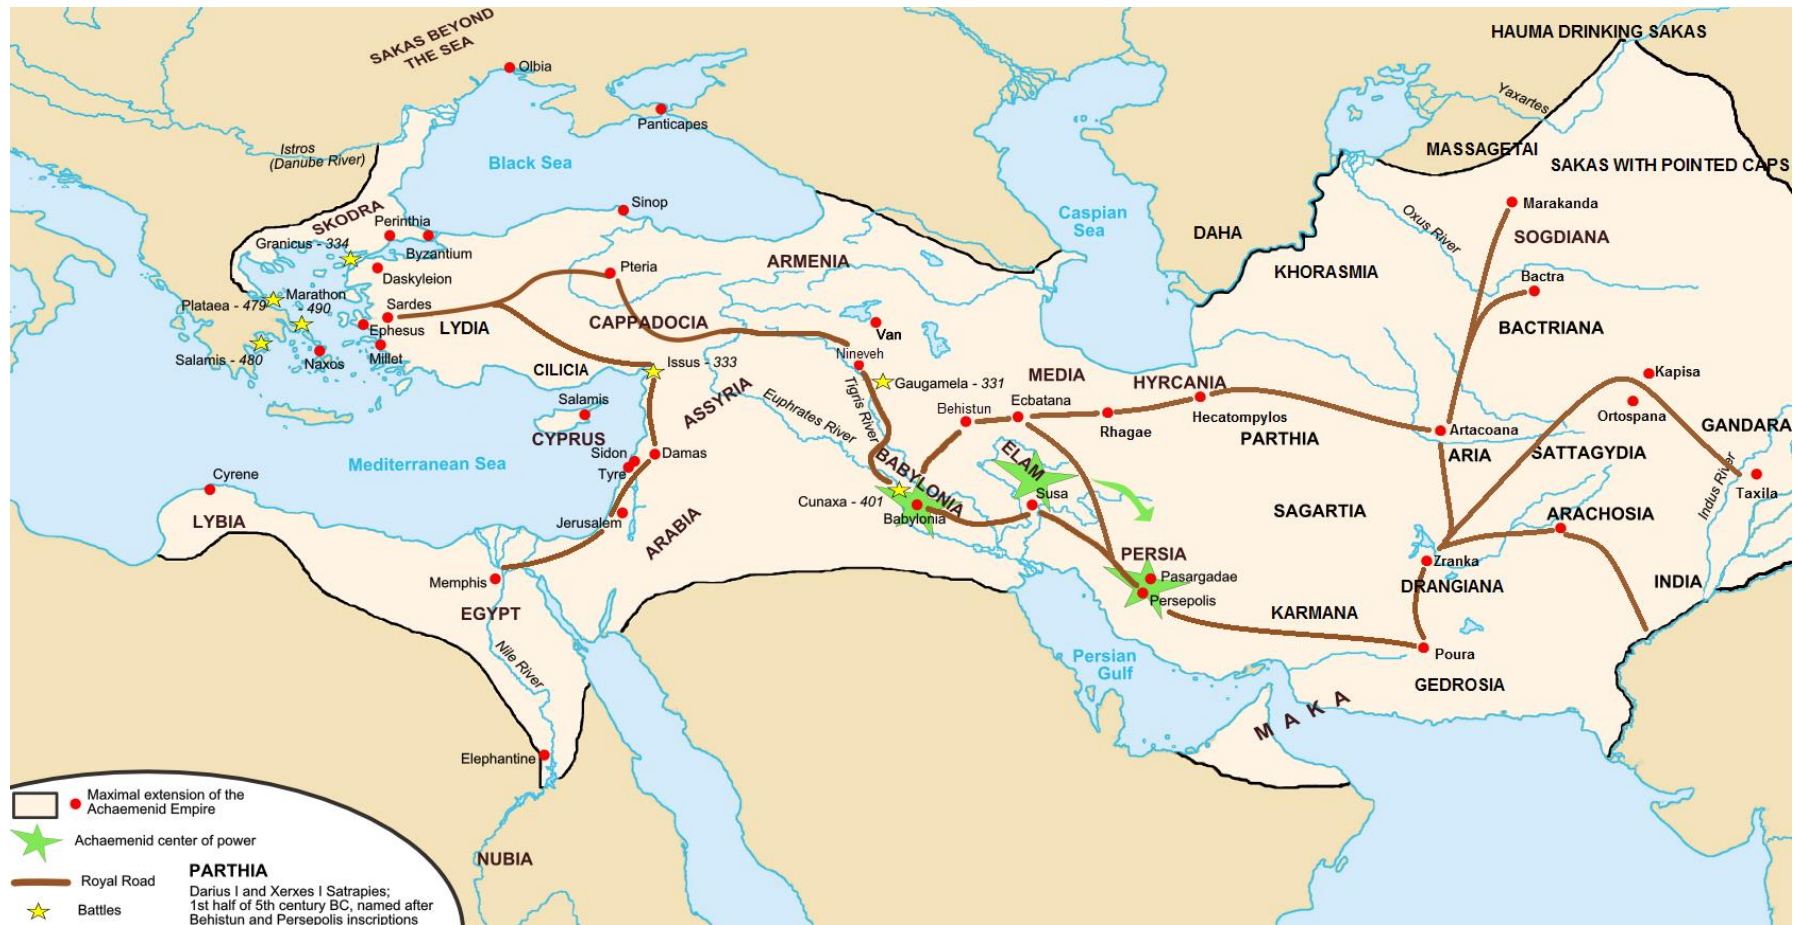 HAUMA DRINKING SAKAS
SAKAS BEYOND
THE SEA
Olbia
Panticapes
Yaxartes
Istros
(Danube River)
Black Sea
MASSAGETAI
SAKAS WITH POINTED CAPS
Marakanda
SOGDIANA
Oxus River
Sinop
SKODRA
Perinthia
Caspian
Sea
DAHA
Granicus - 334
Byzantium
Daskyleion
Pteria
ARMENIA
KHORASMIA
Bactra
Plataea - 479
Marathon
- 490
Sardes
Ephesus
LYDIA
CAPPADOCIA
Van
BACTRIANA
Salamis - 480
Naxos
Millet
CILICIA
Issus - 333
Nineveh
Gaugamela - 331
MEDIA
HYRCANIA
Kapisa
Salamis
ASSYRIA
Euphrates River
Tigris River
Behistun
Ecbatana
Rhagae
Hecatompylos
Ortospana
CYPRUS
Artacoana
GANDARA
PARTHIA
Sidon
Tyre
Damas
Mediterranean Sea
BABYLONIA
ELAM
ARIA
SATTAGYDIA
Cyrene
Susa
Indus River
Taxila
Cunaxa - 401
Babylonia
LYBIA
Jerusalem
ARABIA
SAGARTIA
ARACHOSIA
PERSIA
Zranka
Memphis
Pasargadae
Persepolis
DRANGIANA
INDIA
EGYPT
KARMANA
Nile River
Persian
Gulf
Poura
GEDROSIA
MAKA
Elephantine
NUBIA
Maximal extension of the
Achaemenid Empire
Achaemenid center of power
Royal Road
Battles
PARTHIA
Darius I and Xerxes I Satrapies;
1st half of 5th century BC, named after
Behistun and Persepolis inscriptions